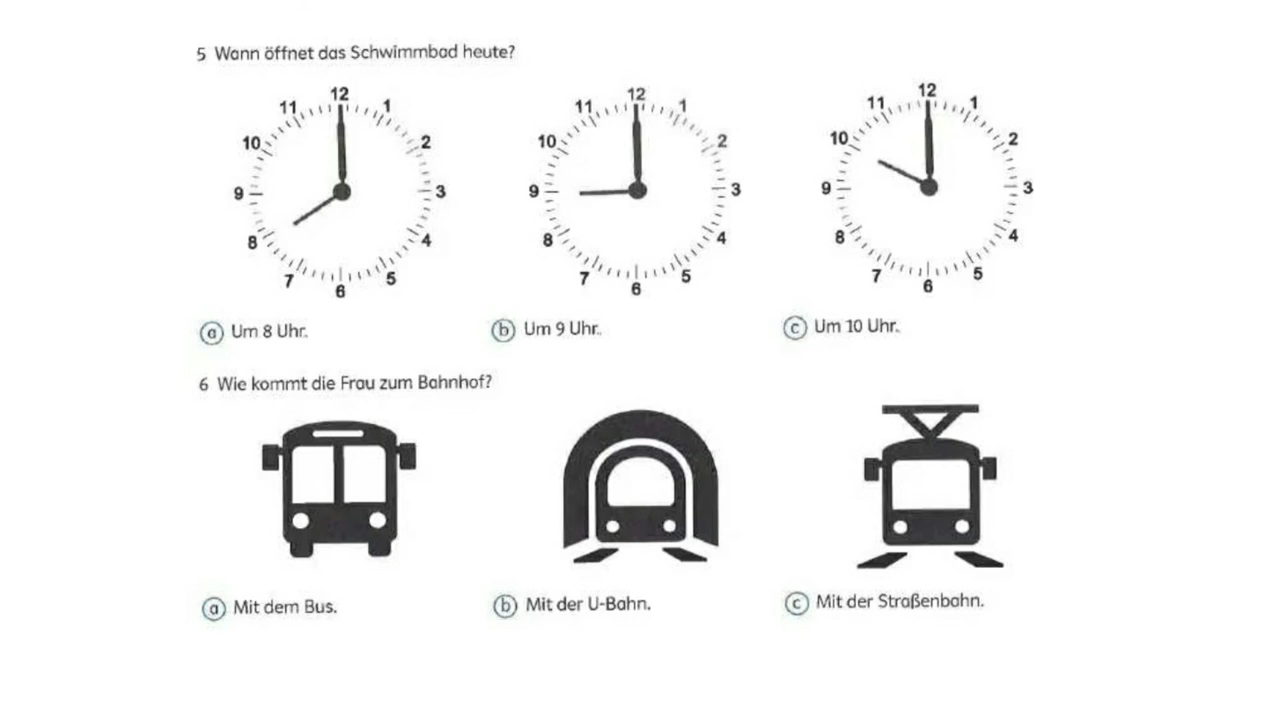 5 Wann öffnet das Schwimmbad heute?
12 11 1 10 2 9 3 8 4 7 5 6
12 11 1 10 2 9 3 8 4 7 5 6
12 11 1 10 2 9 3 8 4 7 5 6
a Um 8 Uhr. b Um 9 Uhr. c Um 10 Uhr.
6 Wie kommt die Frau zum Bahnhof?
a Mit dem Bus. b Mit der U-Bahn. c Mit der Straßenbahn.